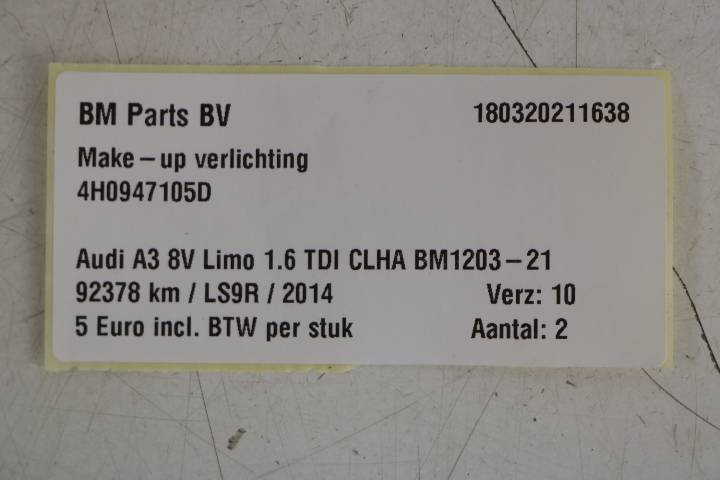 BM Parts BV 180320211638
Make-up verlichting
4H0947105D
Audi A3 8V Limo 1.6 TDI CLHA BM1203-21
92378 km / LS9R / 2014 Verz: 10
5 Euro incl. BTW per stuk Aantal: 2